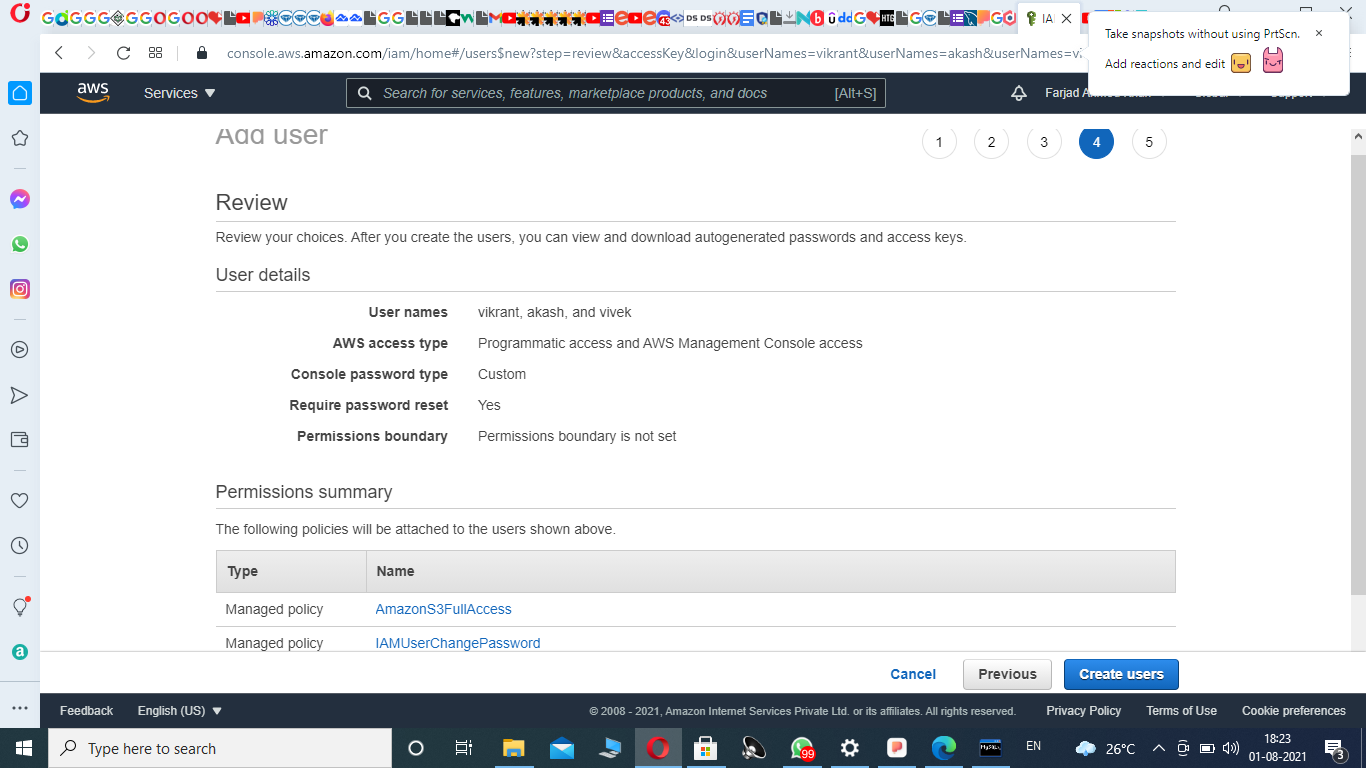 IA
Take snapshots without using PrtScn.
Add reactions and edit
console.aws.amazon.com/iam/home#/users$new?step=review&accessKey&login&userNames=vikrant&userNames=akash&userNames=vi
aws
Services
Search for services, features, marketplace products, and docs
[Alt+S]
Farjad
Add user
1 2 3 4 5
Review
Review your choices. After you create the users, you can view and download autogenerated passwords and access keys.
User details
User names vikrant, akash, and vivek
AWS access type Programmatic access and AWS Management Console access
Console password type Custom
Require password reset Yes
Permissions boundary Permissions boundary is not set
Permissions summary
The following policies will be attached to the users shown above.
Type Name
Managed policy AmazonS3FullAccess
Managed policy IAMUserChangePassword
Cancel Previous Create users
Feedback English (US) © 2008 - 2021, Amazon Internet Services Private Ltd. or its affiliates. All rights reserved. Privacy Policy Terms of Use Cookie preferences
Type here to search
99
EN
26°C
18:23
01-08-2021
3